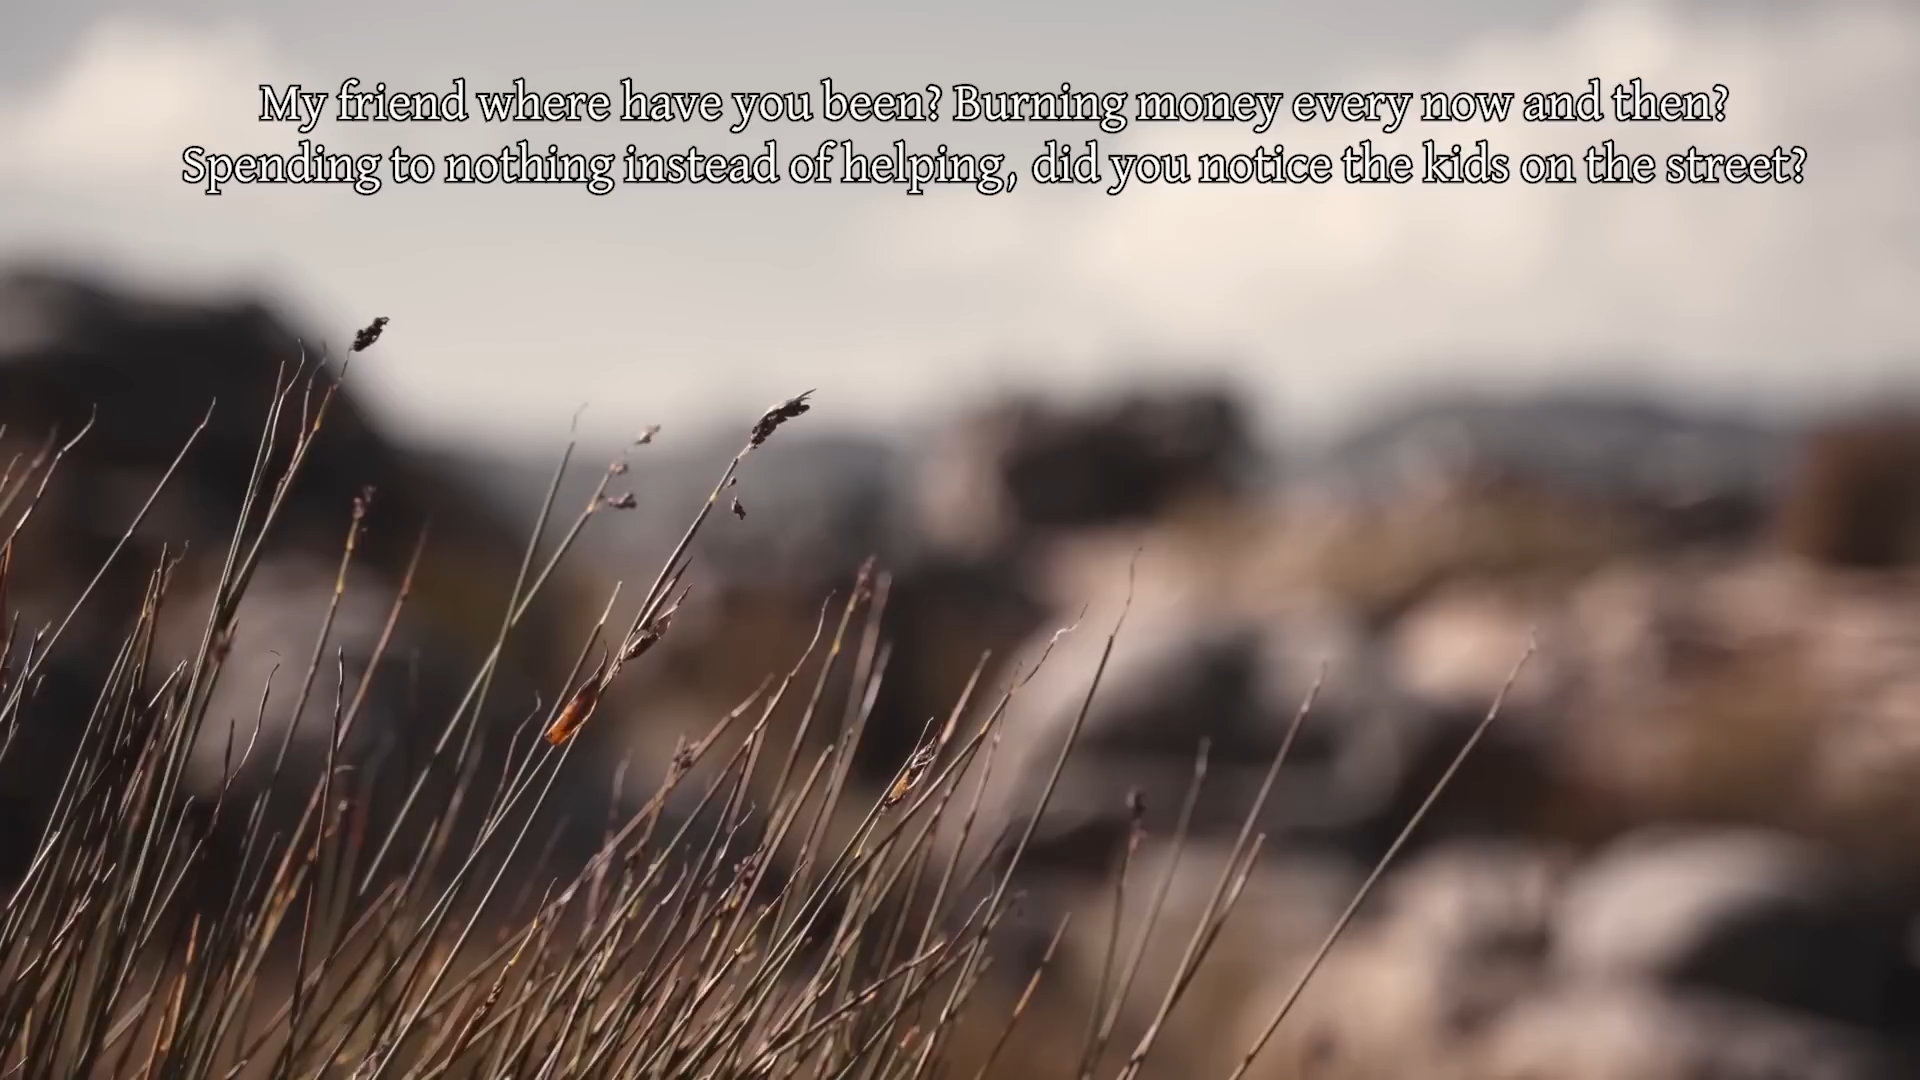 My friend where have you been? Burning money every now and then?
Spending to nothing instead of helping, did you notice the kids on the street?